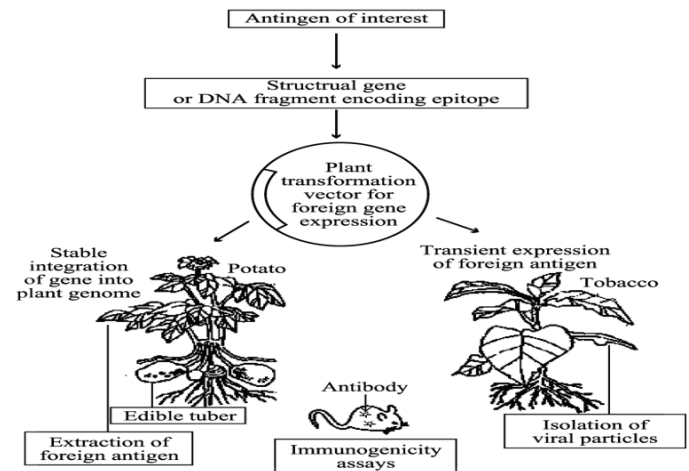 Antingen of interest
Structrual gene
or DNA fragment encoding epitope
Plant
transformation
vector for
foreign gene
expression
Stable
integration
of gene into
plant genome
Potato
Transient expression
of foreign antigen
Tobacco
Edible tuber
Extraction of
foreign antigen
Antibody
Immunogenicity
assays
Isolation of
viral particles